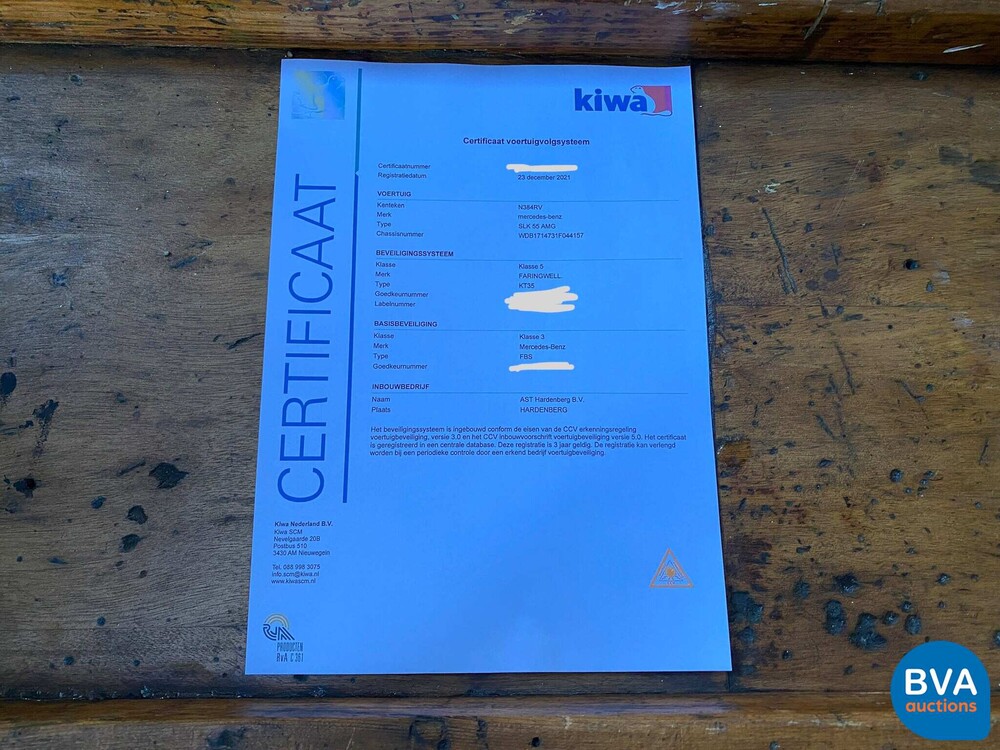 kiwa
Certificaat voertuigvolgsysteem
Certificaatnummer
Registratiedatum 23 december 2021
VOERTUIG
Kenteken N384RV
Merk mercedes-benz
Type SLK 55 AMG
Chassisnummer WDB1714731F044157
BEVEILIGINGSSYSTEEM
Klasse Klasse 5
Merk FARINGWELL
Type KT35
Goedkeurnummer
Labelnummer
BASISBEVEILIGING
Klasse Klasse 3
Merk Mercedes-Benz
Type FBS
Goedkeurnummer
INBOUWBEDRIJF
Naam AST Hardenberg B.V.
Plaats HARDENBERG
Het beveiligingssysteem is ingebouwd conform de eisen van de CCV erkenningsregeling
voertuigbeveiliging, versie 3.0 en het CCV Inbouwvoorschrift voertuigbeveiliging versie 5.0. Het certificaat
is geregistreerd in een centrale database. Deze registratie is 3 jaar geldig. De registratie kan verlengd
worden bij een periodieke controle door een erkend bedrijf voertuigbeveiliging.
CERTIFICAAT
Kiwa Nederland B.V.
Kiwa SCM
Nevelgaarde 20B
Postbus 510
3430 AM Nieuwegein
Tel. 088 998 3075
info.scm@kiwa.nl
www.kiwascm.nl
RVA
PRODUCTEN
RvA C 361
BVA
auctions